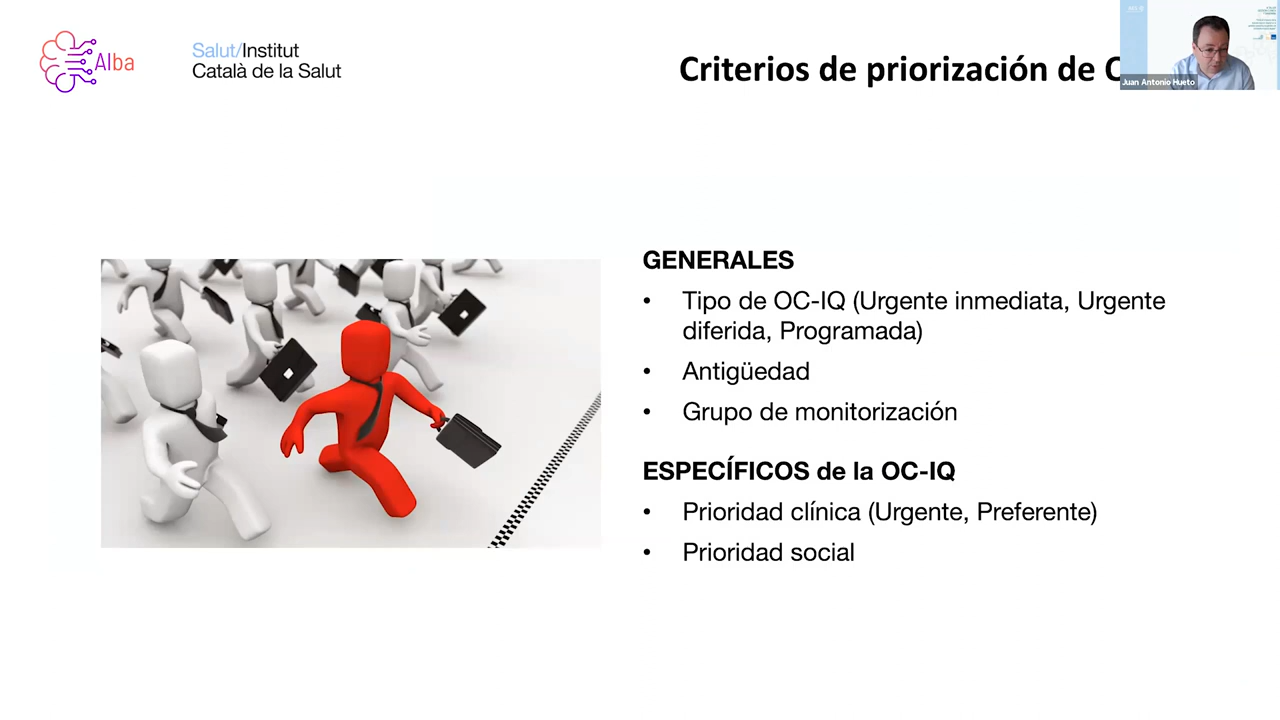 Alba
Salut/Institut
Català de la Salut
Criterios de priorización de
Juan Antonio Hueto
GENERALES
• Tipo de OC-IQ (Urgente inmediata, Urgente
diferida, Programada)
• Antigüedad
• Grupo de monitorización
ESPECÍFICOS de la OC-IQ
• Prioridad clínica (Urgente, Preferente)
• Prioridad social